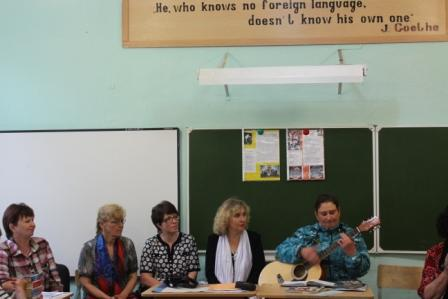 „He, who knows no foreign language,
doesn't know his own one"
J. Goethe